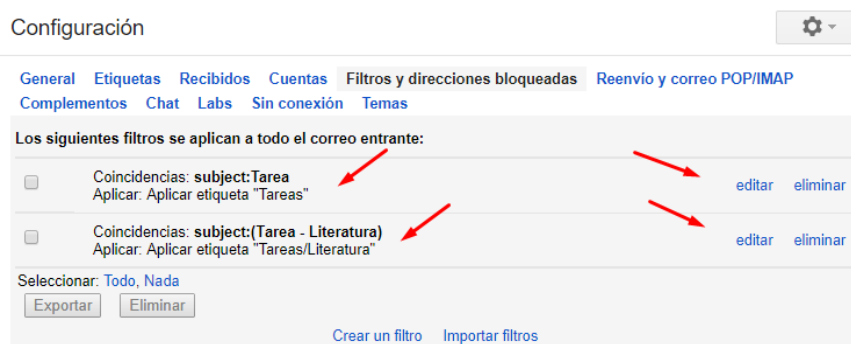 Configuración
General Etiquetas Recibidos Cuentas Filtros y direcciones bloqueadas Reenvío y correo POP/IMAP
Complementos Chat Labs Sin conexión Temas
Los siguientes filtros se aplican a todo el correo entrante:
Coincidencias: subject:Tarea
Aplicar: Aplicar etiqueta "Tareas"
editar eliminar
Coincidencias: subject:(Tarea - Literatura)
Aplicar: Aplicar etiqueta "Tareas/Literatura"
editar eliminar
Seleccionar: Todo, Nada
Exportar Eliminar
Crear un filtro Importar filtros